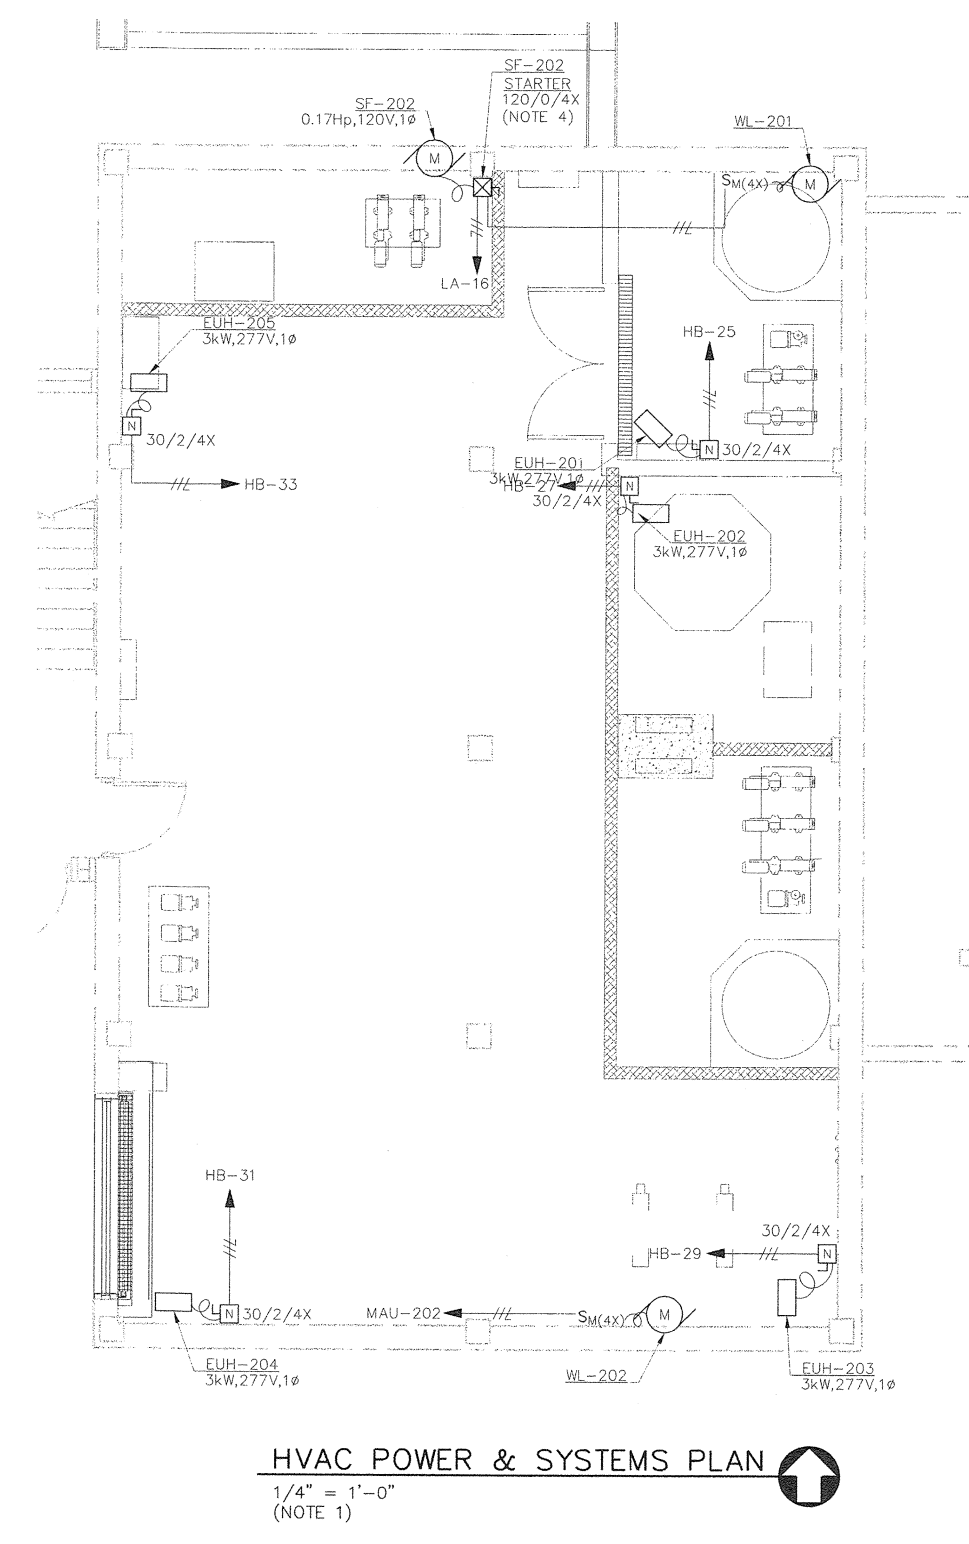 SF-202
STARTER
120/0/4X
(NOTE 4)
SF-202
0.17Hp,120V,1ø
M
WL-201
SM(4X)
M
LA-16
EUH-205
3kW,277V,1ø
N
30/2/4X
HB-33
HB-25
N
30/2/4X
EUH-201
3kW,277V,1ø
HB-27
30/2/4X
N
EUH-202
3kW,277V,1ø
HB-31
N
30/2/4X
EUH-204
3kW,277V,1ø
MAU-202
SM(4X)
M
WL-202
30/2/4X
HB-29
N
EUH-203
3kW,277V,1ø
HVAC POWER & SYSTEMS PLAN
1/4" = 1'-0"
(NOTE 1)